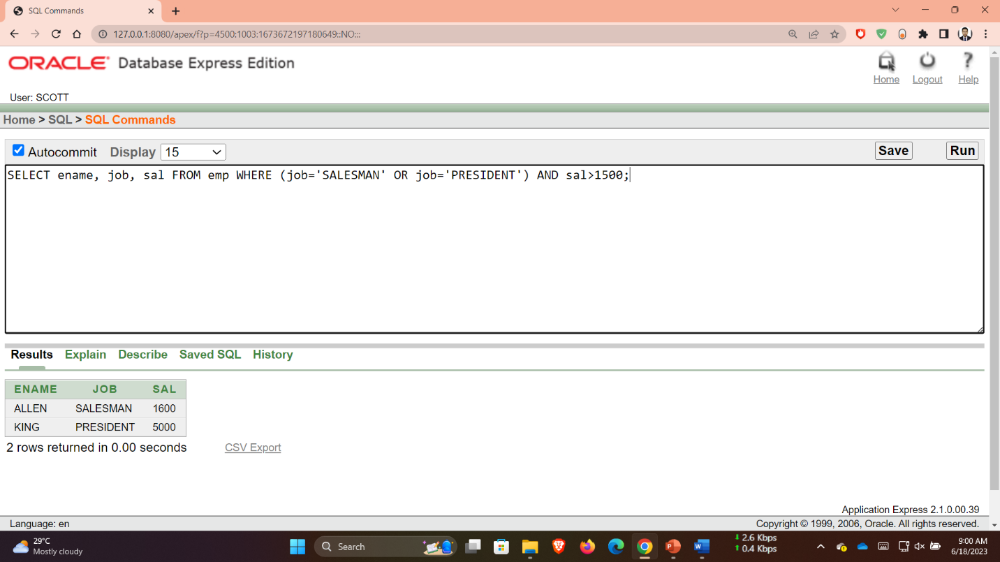 SQL Commands
127.0.0.1:8080/apex/f?p=4500:1003:1673672197180649::NO:::
ORACLE Database Express Edition
Home Logout Help
User: SCOTT
Home > SQL > SQL Commands
Autocommit Display 15 Save Run
SELECT ename, job, sal FROM emp WHERE (job='SALESMAN' OR job='PRESIDENT') AND sal>1500;
Results Explain Describe Saved SQL History
ENAME JOB SAL
ALLEN SALESMAN 1600
KING PRESIDENT 5000
2 rows returned in 0.00 seconds CSV Export
Application Express 2.1.0.00.39
Language: en Copyright © 1999, 2006, Oracle. All rights reserved.
29°C
Mostly cloudy
Search
2.6 Kbps
0.4 Kbps
9:00 AM
6/18/2023